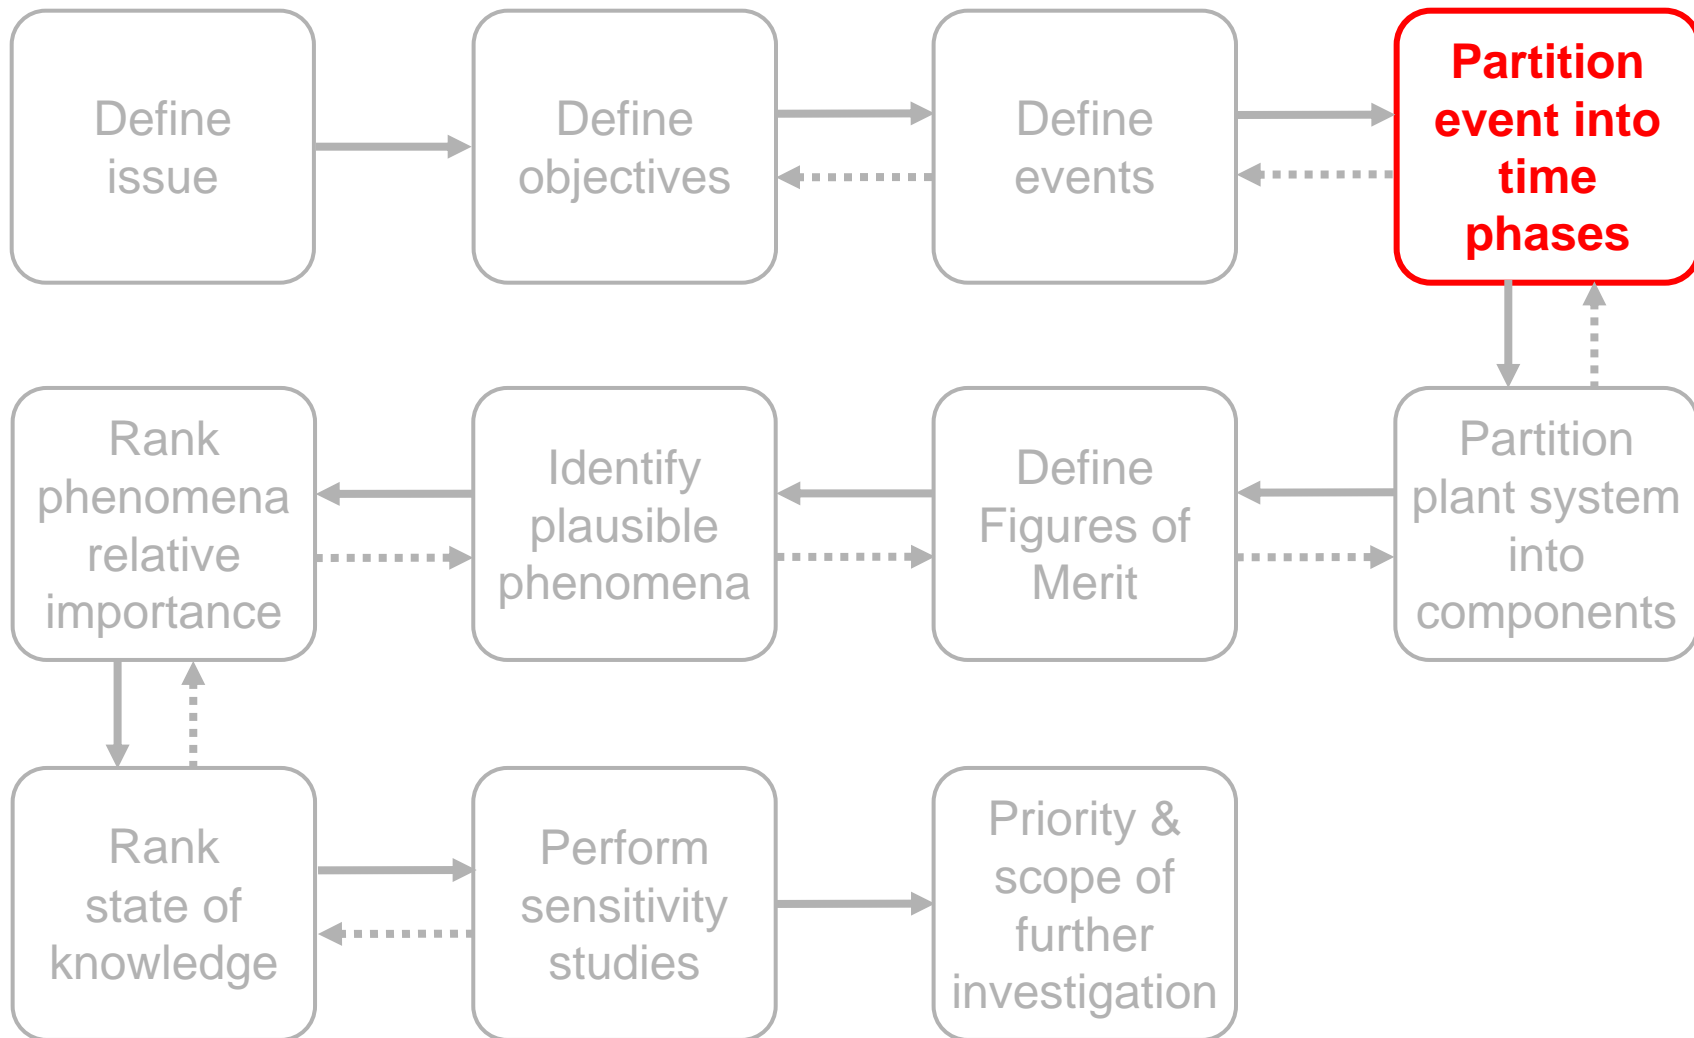 Define
issue
Define
objectives
Define
events
Partition
event into
time
phases
Rank
phenomena
relative
importance
Identify
plausible
phenomena
Define
Figures of
Merit
Partition
plant system
into
components
Rank
state of
knowledge
Perform
sensitivity
studies
Priority &
scope of
further
investigation